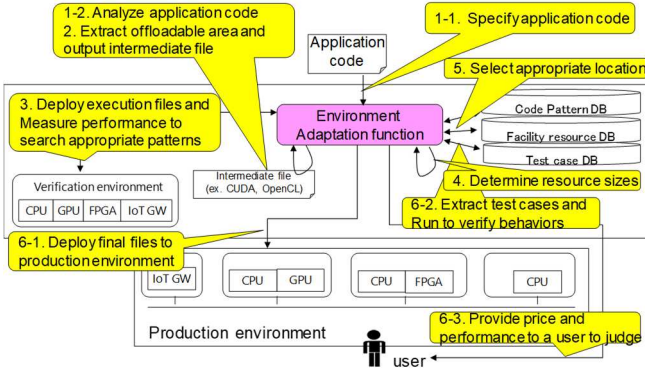 1-2. Analyze application code
2. Extract offloadable area and
output intermediate file
1-1. Specify application code
Application
code
5. Select appropriate location
3. Deploy execution files and
Measure performance to
search appropriate patterns
Environment
Adaptation function
Code Pattern DB
Facility resource DB
Test case DB
Verification environment
CPU GPU FPGA IoT GW
Intermediate file
(ex. CUDA, OpenCL)
4. Determine resource sizes
6-2. Extract test cases and
Run to verify behaviors
6-1. Deploy final files to
production environment
IoT GW
CPU GPU
CPU FPGA
CPU
Production environment
6-3. Provide price and
performance to a user to judge
user